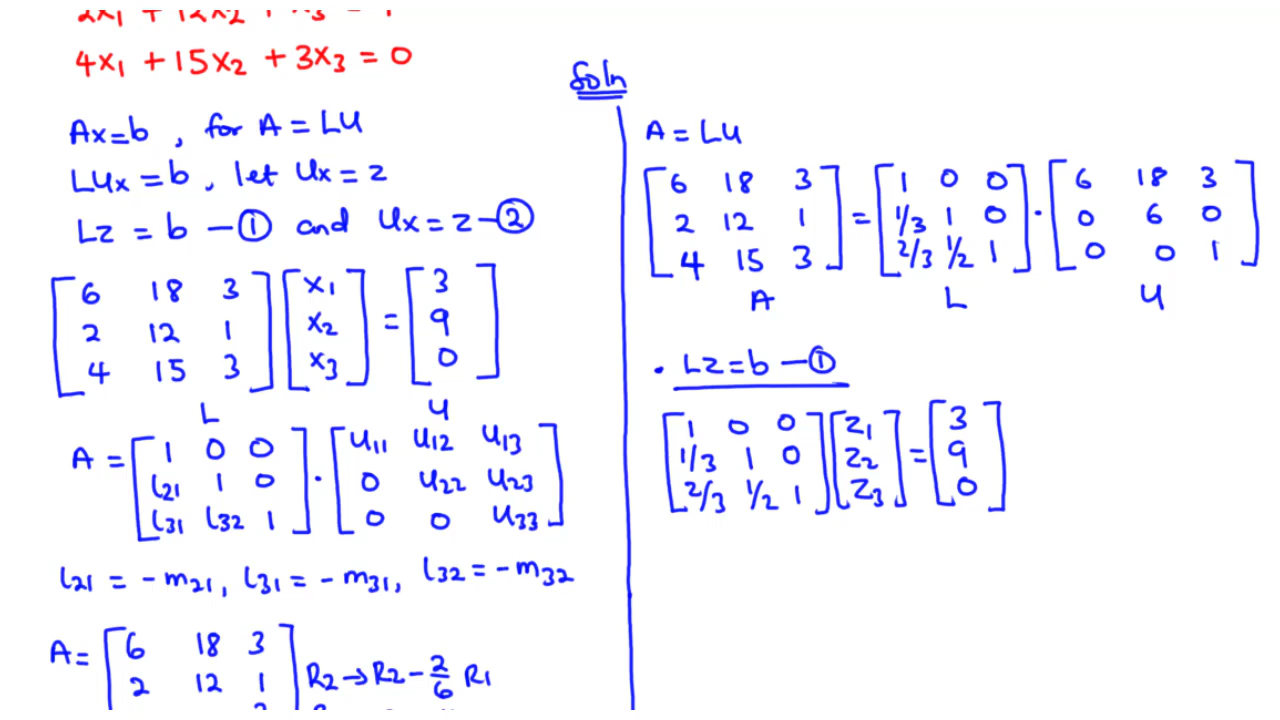 4x₁ + 15x₂ + 3x₃ = 0
Soln
Ax=b , for A = LU
LUx = b , let Ux = z
Lz = b — ① and Ux = z — ②
[6 18 3] [x₁] = [3]
[2 12 1] [x₂] = [9]
[4 15 3] [x₃] = [0]
L U
A = [1 0 0] · [u₁₁ u₁₂ u₁₃]
[l₂₁ 1 0] [0 u₂₂ u₂₃]
[l₃₁ l₃₂ 1] [0 0 u₃₃]
l₂₁ = -m₂₁, l₃₁ = -m₃₁, l₃₂ = -m₃₂
A = [6 18 3]
[2 12 1] R₂ → R₂ - 2/6 R₁
A = LU
[6 18 3] = [1 0 0] · [6 18 3]
[2 12 1] = [1/3 1 0] · [0 6 0]
[4 15 3] = [2/3 1/2 1] · [0 0 1]
A L U
. Lz = b — ①
[1 0 0] [z₁] = [3]
[1/3 1 0] [z₂] = [9]
[2/3 1/2 1] [z₃] = [0]